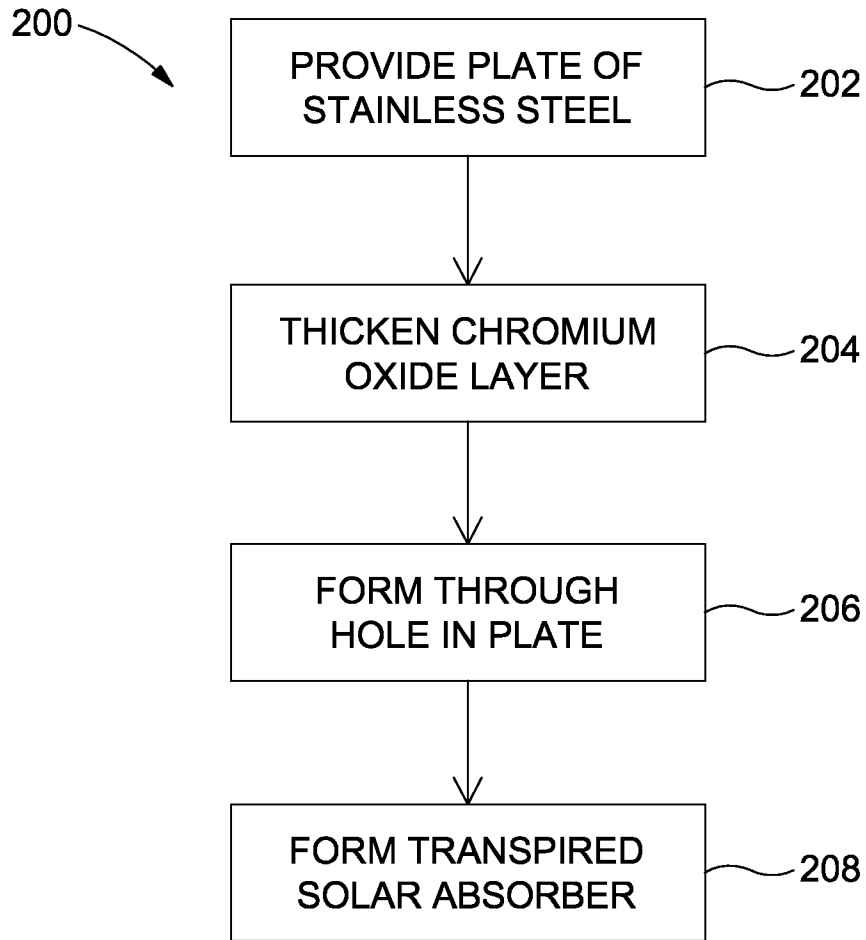 200
PROVIDE PLATE OF
STAINLESS STEEL
202
THICKEN CHROMIUM
OXIDE LAYER
204
FORM THROUGH
HOLE IN PLATE
206
FORM TRANSPIRED
SOLAR ABSORBER
208